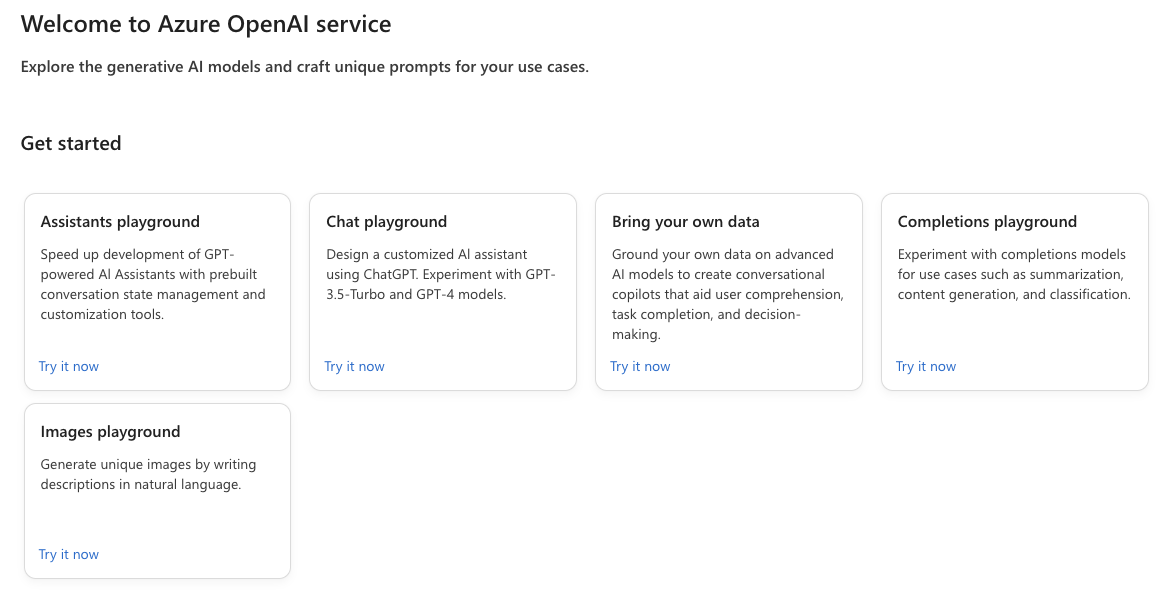 Welcome to Azure OpenAI service
Explore the generative AI models and craft unique prompts for your use cases.
Get started
Assistants playground
Speed up development of GPT-
powered AI Assistants with prebuilt
conversation state management and
customization tools.
Try it now
Chat playground
Design a customized AI assistant
using ChatGPT. Experiment with GPT-
3.5-Turbo and GPT-4 models.
Try it now
Bring your own data
Ground your own data on advanced
AI models to create conversational
copilots that aid user comprehension,
task completion, and decision-
making.
Try it now
Completions playground
Experiment with completions models
for use cases such as summarization,
content generation, and classification.
Try it now
Images playground
Generate unique images by writing
descriptions in natural language.
Try it now